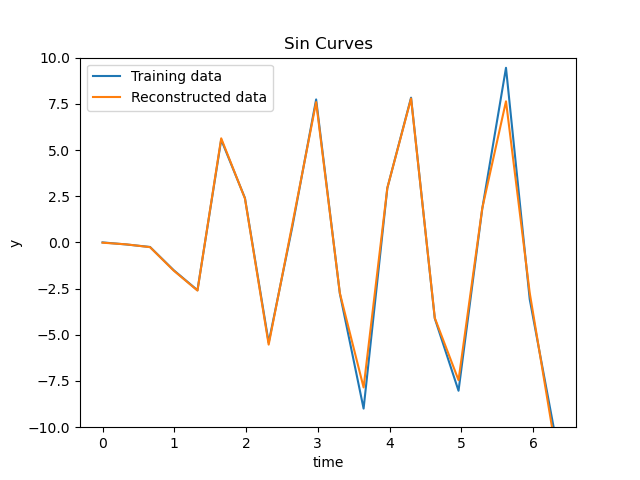 Sin Curves
Training data
Reconstructed data
10.0
7.5
5.0
2.5
0.0
−2.5
−5.0
−7.5
−10.0
y
0 1 2 3 4 5 6
time